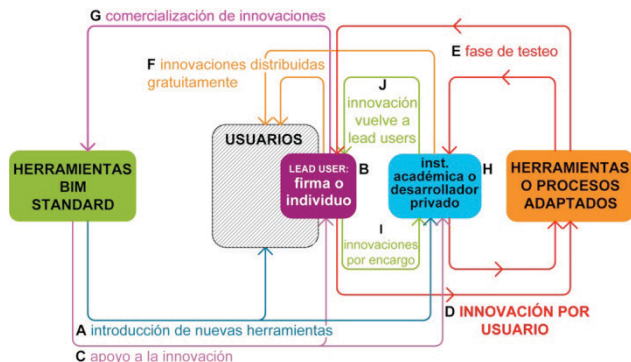 G comercialización de innovaciones
F innovaciones distribuidas
gratuitamente
E fase de testeo
J
innovación
vuelve a
lead users
USUARIOS
HERRAMIENTAS
BIM
STANDARD
LEAD USER:
firma o
individuo
B
inst.
académica o
desarrollador
privado
H
HERRAMIENTAS
O PROCESOS
ADAPTADOS
I
innovaciones
por encargo
A introducción de nuevas herramientas
D INNOVACIÓN POR
USUARIO
C apoyo a la innovación